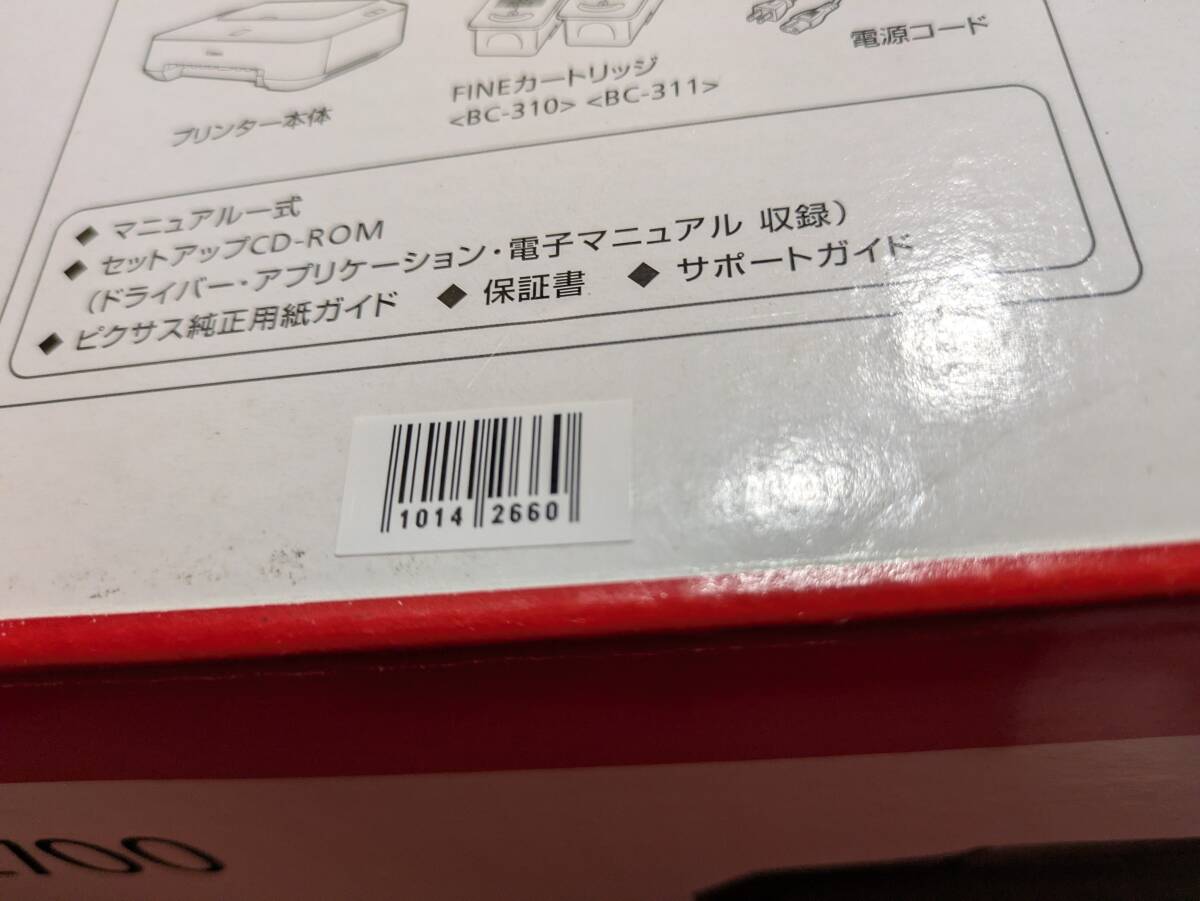 プリンター本体
FINEカートリッジ
<BC-310> <BC-311>
電源コード
◆ マニュアル一式
◆ セットアップCD-ROM
(ドライバー・アプリケーション・電子マニュアル 収録)
◆ ピクサス純正用紙ガイド ◆ 保証書 ◆ サポートガイド
1014 2660
100